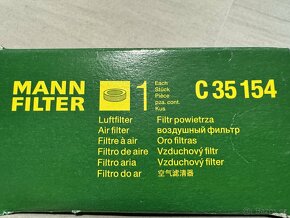 MANN
FILTER
1
Each
Stück
Pièce
pza. cont.
Kus
C 35 154
Luftfilter
Air filter
Filtre à air
Filtre de aire
Filtro aria
Filtro do ar
Filtr powietrza
воздушный фильтр
Oro filtras
Vzduchový filtr
Vzduchový filter
空气滤清器